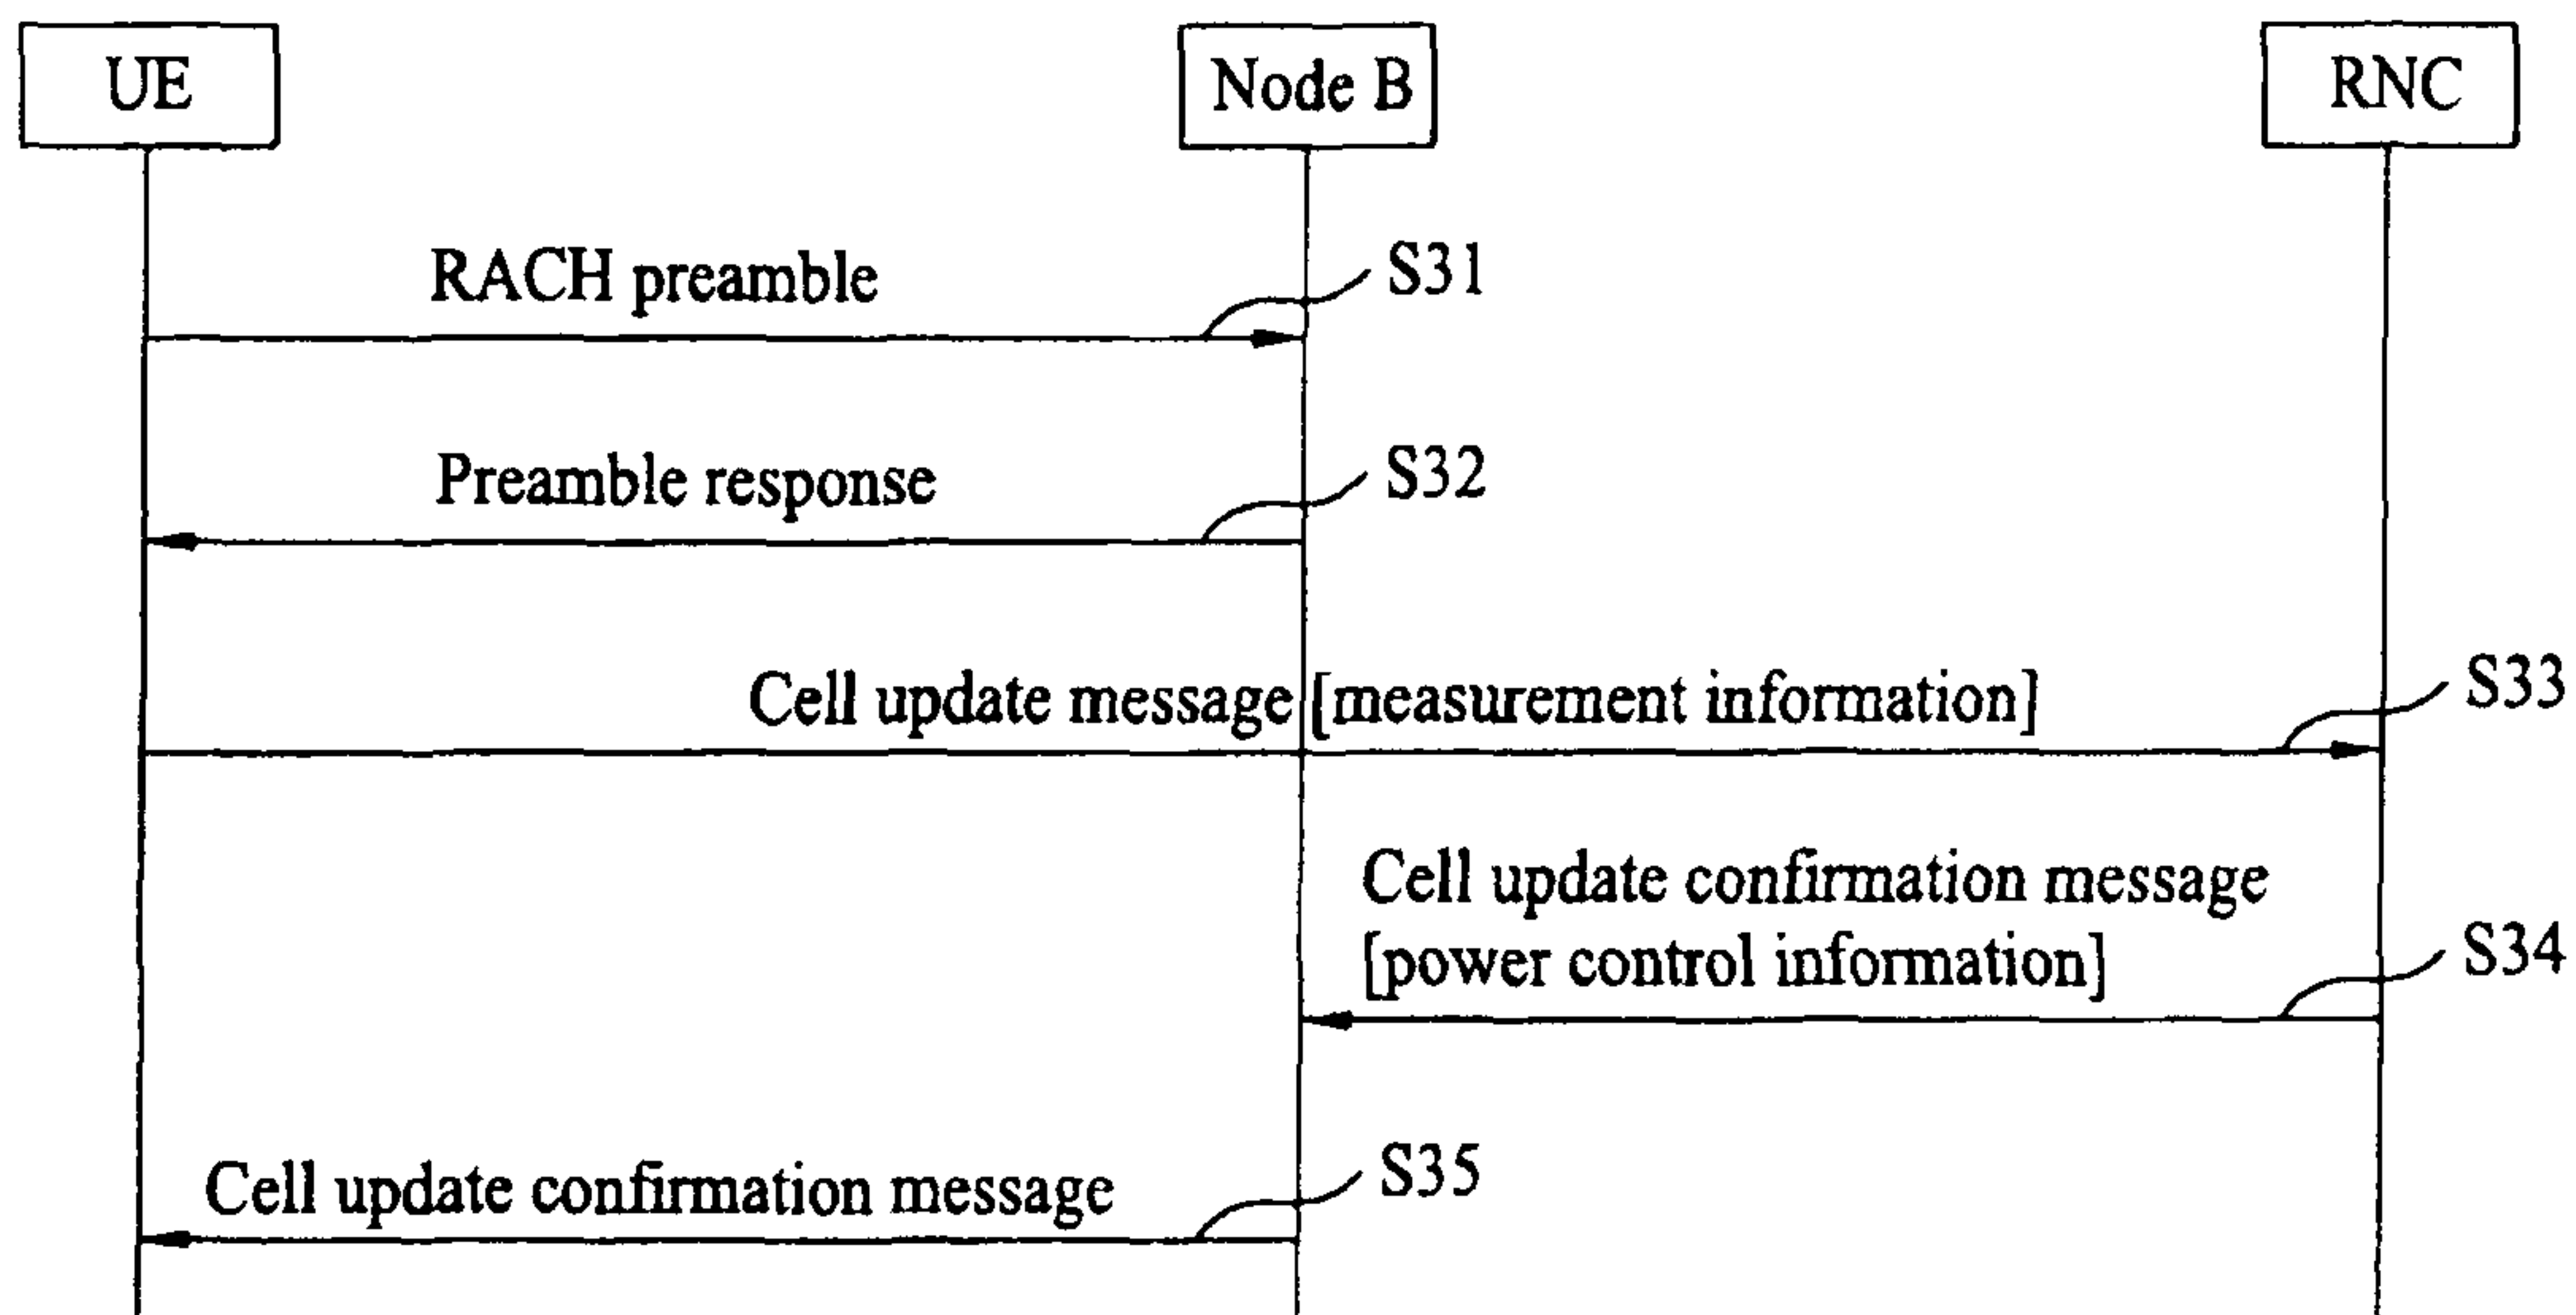 UE
Node B
RNC
RACH preamble
S31
Preamble response
S32
Cell update message [measurement information]
S33
Cell update confirmation message
[power control information]
S34
Cell update confirmation message
S35